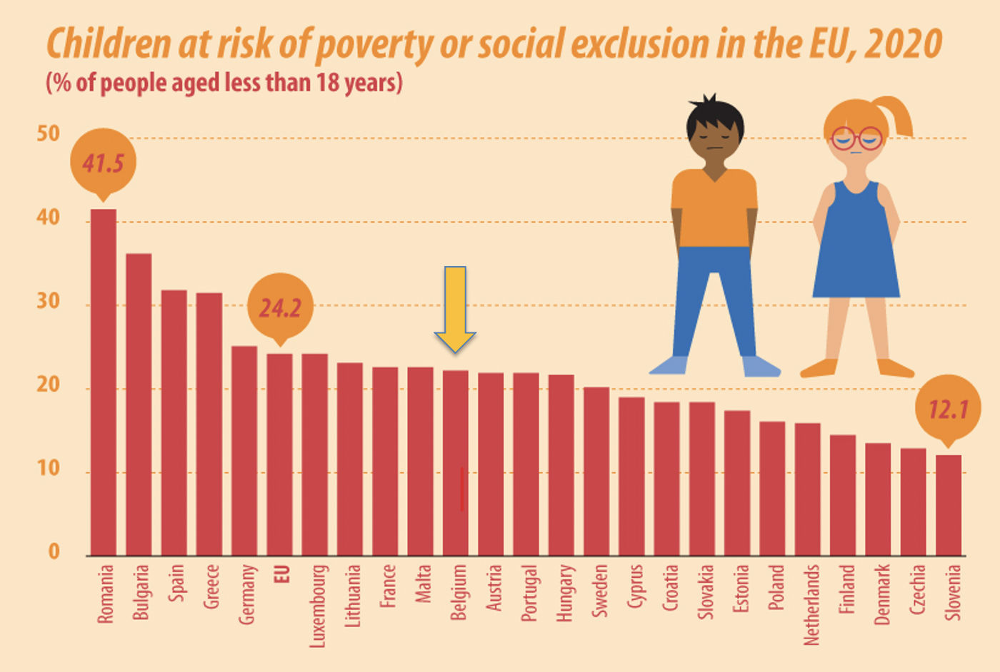 Children at risk of poverty or social exclusion in the EU, 2020
(% of people aged less than 18 years)
50
40
30
20
10
0
41.5
24.2
12.1
Romania
Bulgaria
Spain
Greece
Germany
EU
Luxembourg
Lithuania
France
Malta
Belgium
Austria
Portugal
Hungary
Sweden
Cyprus
Croatia
Slovakia
Estonia
Poland
Netherlands
Finland
Denmark
Czechia
Slovenia